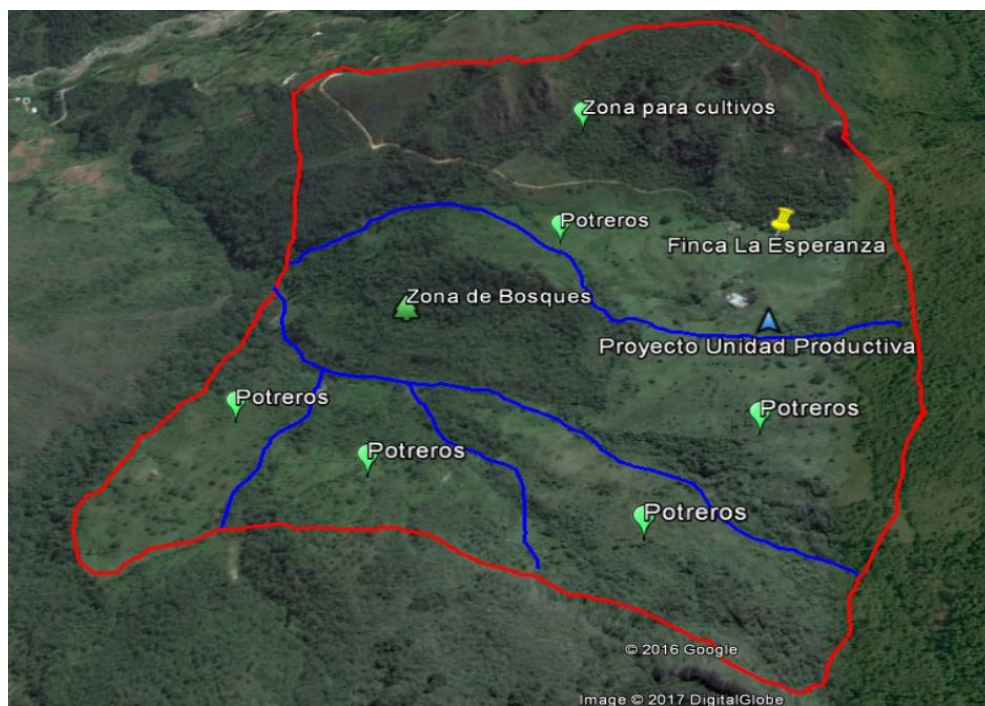 Zona para cultivos
Potreros
Finca La Esperanza
Zona de Bosques
Proyecto Unidad Productiva
Potreros
Potreros
Potreros
Potreros
© 2016 Google
Image © 2017 DigitalGlobe